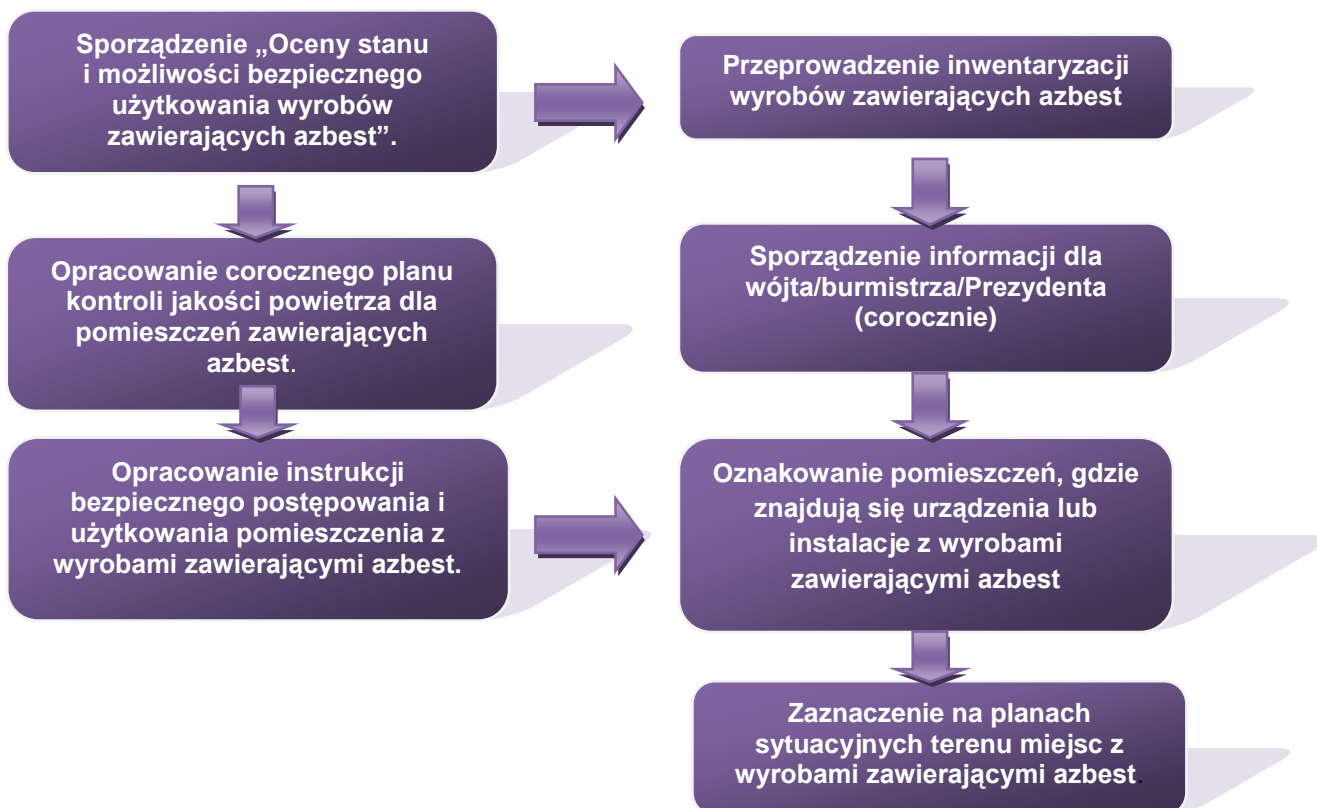 Sporządzenie „Oceny stanu
i możliwości bezpiecznego
użytkowania wyrobów
zawierających azbest”.
Przeprowadzenie inwentaryzacji
wyrobów zawierających azbest
Opracowanie corocznego planu
kontroli jakości powietrza dla
pomieszczeń zawierających
azbest.
Sporządzenie informacji dla
wójta/burmistrza/Prezydenta
(corocznie)
Opracowanie instrukcji
bezpiecznego postępowania i
użytkowania pomieszczenia z
wyrobami zawierającymi azbest.
Oznakowanie pomieszczeń, gdzie
znajdują się urządzenia lub
instalacje z wyrobami
zawierającymi azbest
Zaznaczenie na planach
sytuacyjnych terenu miejsc z
wyrobami zawierającymi azbest.